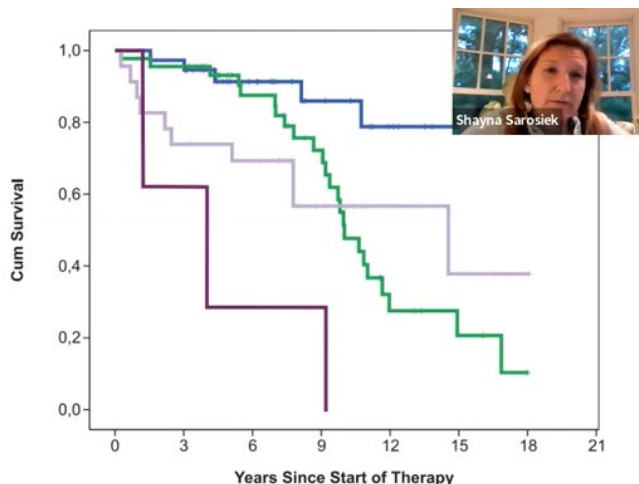 Shayna Sarosiek
1,0
0,8
0,6
0,4
0,2
0,0
Cum Survival
0 3 6 9 12 15 18 21
Years Since Start of Therapy